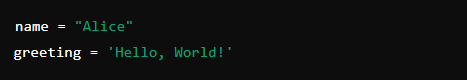 name = "Alice"
greeting = 'Hello, World!'